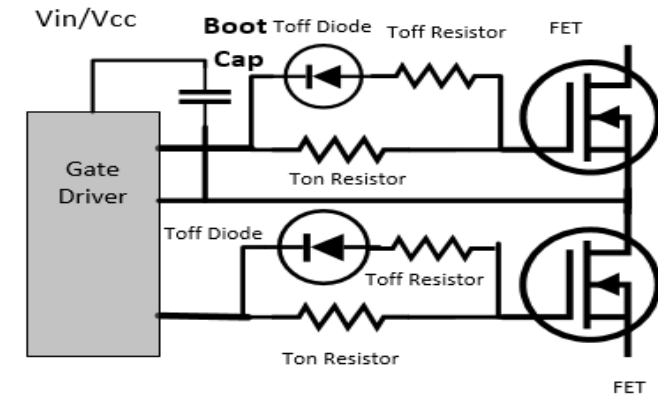 Vin/Vcc
Boot
Cap
Toff Diode
Toff Resistor
FET
Gate
Driver
Ton Resistor
Toff Diode
Toff Resistor
Ton Resistor
FET